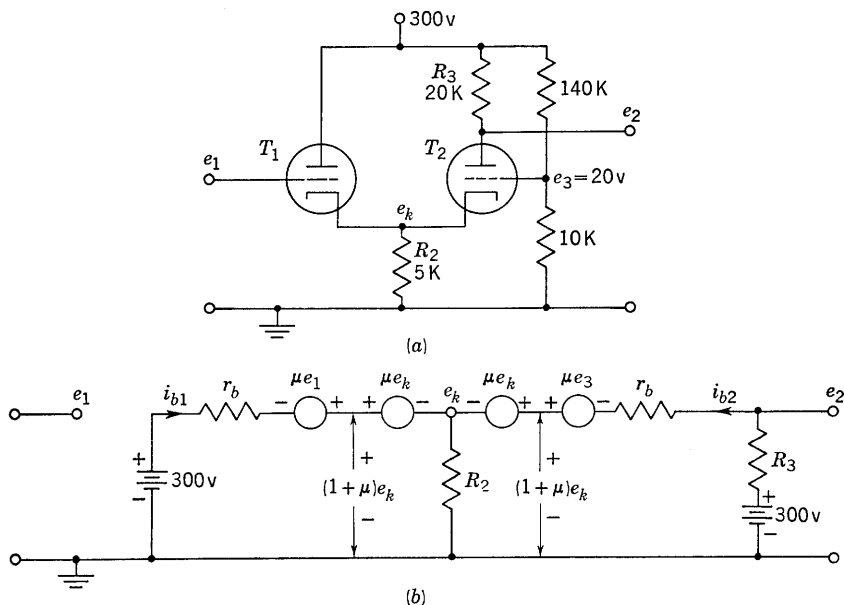 300v
R3
20K
140K
e2
e1
T1
T2
e3=20v
ek
R2
5K
10K
(a)
e1
ib1
rb
- μe1 +
+ μek -
ek
- μek +
+ μe3 -
rb
ib2
e2
+
300v
-
+
(1+μ)ek
-
R2
+
(1+μ)ek
-
R3
+
300v
-
(b)